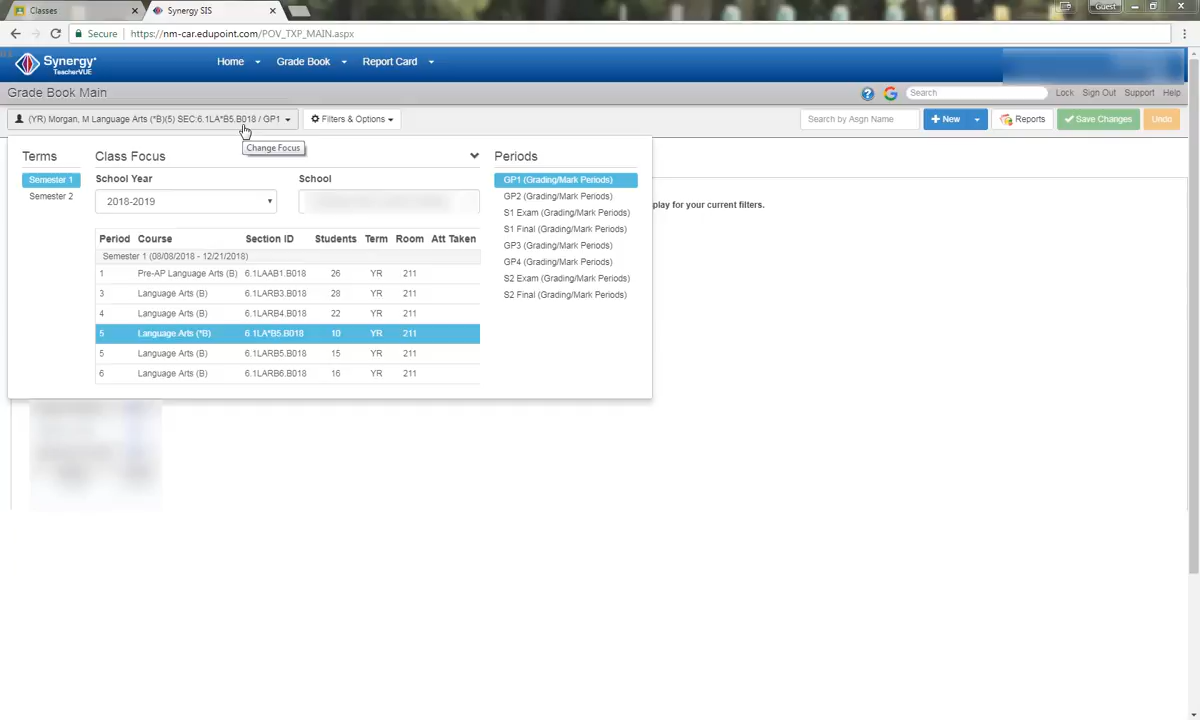 Classes
Synergy SIS
Guest
Secure
https://nm-car.edupoint.com/POV_TXP_MAIN.aspx
Synergy
TeacherVUE
Home
Grade Book
Report Card
Grade Book Main
Search
Lock
Sign Out
Support
Help
(YR) Morgan, M Language Arts (*B)(5) SEC:6.1LA*B5.B018 / GP1
Filters & Options
Search by Asgn Name
New
Reports
Save Changes
Undo
Change Focus
Terms
Class Focus
Periods
Semester 1
Semester 2
School Year
School
2018-2019
GP1 (Grading/Mark Periods)
GP2 (Grading/Mark Periods)
S1 Exam (Grading/Mark Periods)
S1 Final (Grading/Mark Periods)
GP3 (Grading/Mark Periods)
GP4 (Grading/Mark Periods)
S2 Exam (Grading/Mark Periods)
S2 Final (Grading/Mark Periods)
play for your current filters.
Period Course Section ID Students Term Room Att Taken
Semester 1 (08/08/2018 - 12/21/2018)
1 Pre-AP Language Arts (B) 6.1LAAB1.B018 26 YR 211
3 Language Arts (B) 6.1LARB3.B018 28 YR 211
4 Language Arts (B) 6.1LARB4.B018 22 YR 211
5 Language Arts (*B) 6.1LA*B5.B018 10 YR 211
5 Language Arts (B) 6.1LARB5.B018 15 YR 211
6 Language Arts (B) 6.1LARB6.B018 16 YR 211